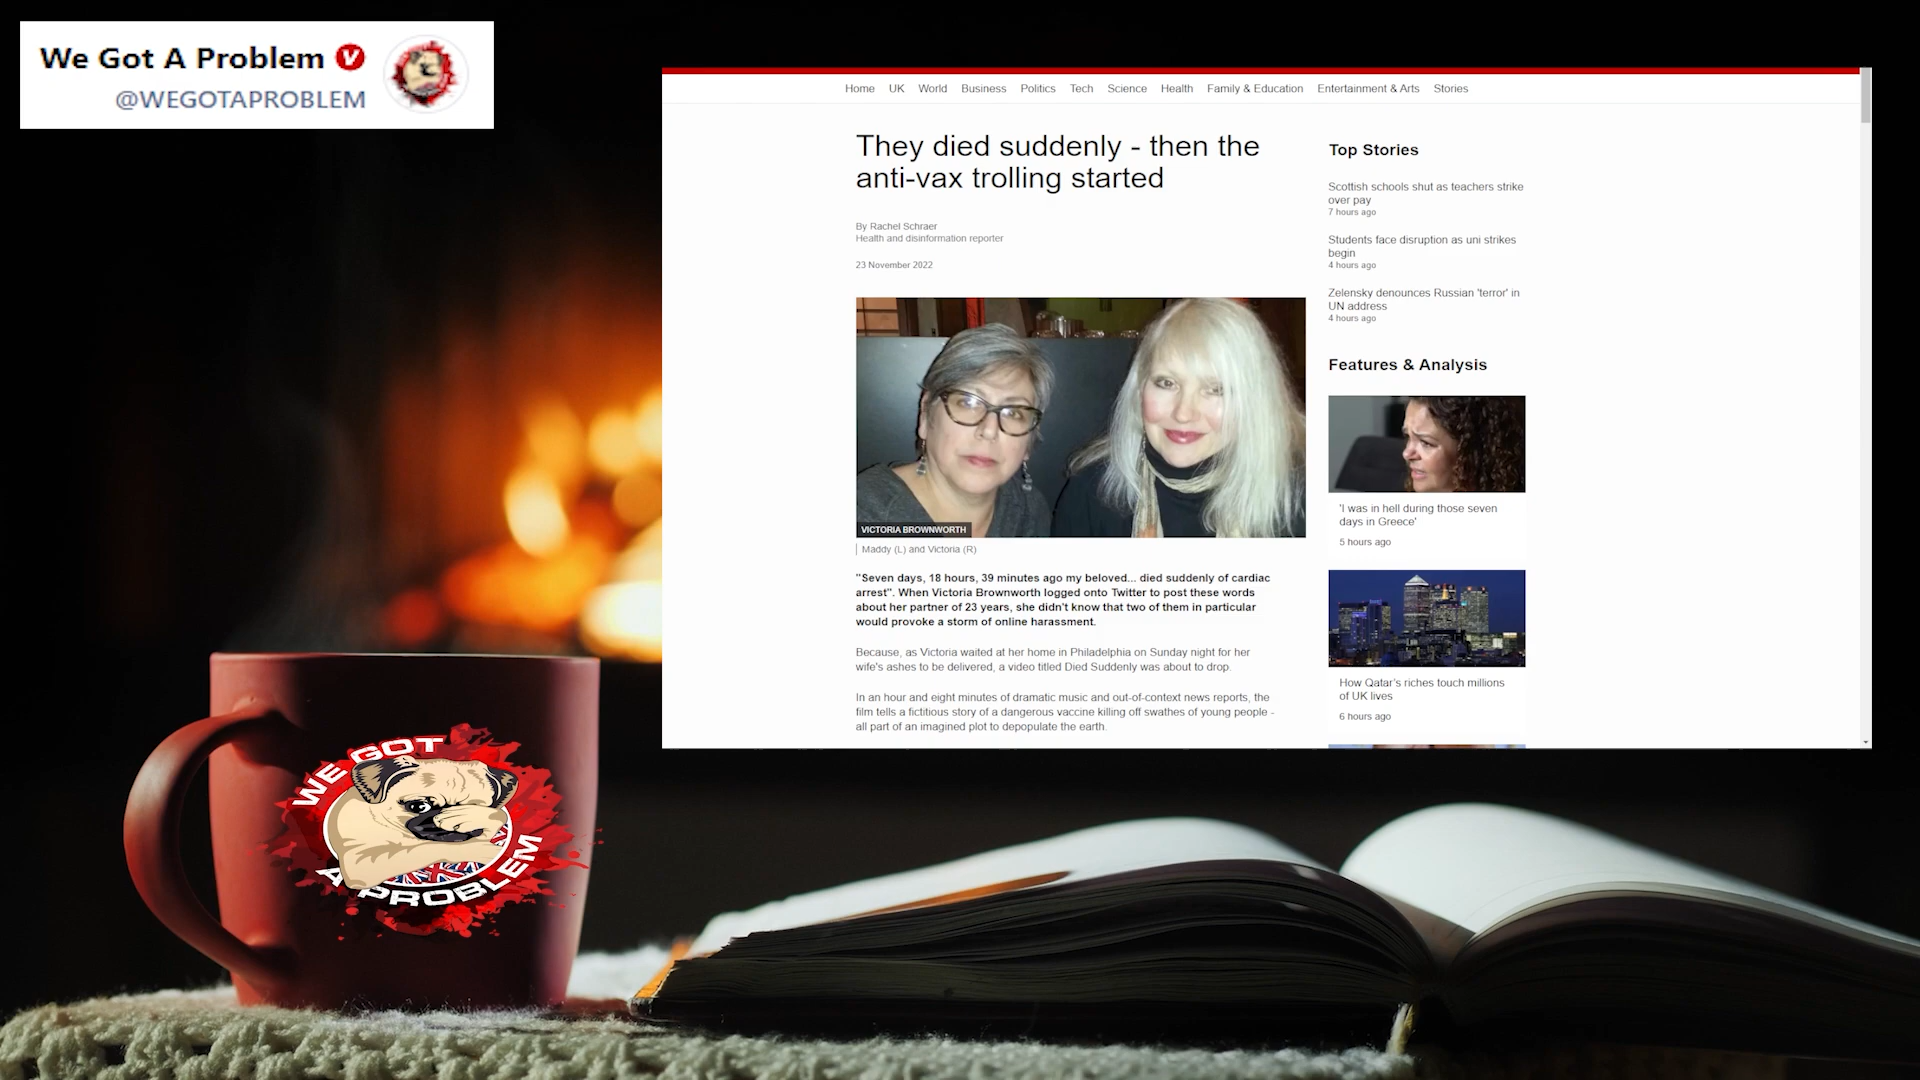 We Got A Problem
@WEGOTAPROBLEM
Home UK World Business Politics Tech Science Health Family & Education Entertainment & Arts Stories
They died suddenly - then the
anti-vax trolling started
By Rachel Schraer
Health and disinformation reporter
23 November 2022
VICTORIA BROWNWORTH
Maddy (L) and Victoria (R)
"Seven days, 18 hours, 39 minutes ago my beloved... died suddenly of cardiac
arrest". When Victoria Brownworth logged onto Twitter to post these words
about her partner of 23 years, she didn't know that two of them in particular
would provoke a storm of online harassment.
Because, as Victoria waited at her home in Philadelphia on Sunday night for her
wife's ashes to be delivered, a video titled Died Suddenly was about to drop.
In an hour and eight minutes of dramatic music and out-of-context news reports, the
film tells a fictitious story of a dangerous vaccine killing off swathes of young people -
all part of an imagined plot to depopulate the earth.
Top Stories
Scottish schools shut as teachers strike
over pay
7 hours ago
Students face disruption as uni strikes
begin
4 hours ago
Zelensky denounces Russian 'terror' in
UN address
4 hours ago
Features & Analysis
'I was in hell during those seven
days in Greece'
5 hours ago
How Qatar's riches touch millions
of UK lives
6 hours ago
WE GOT
A PROBLEM